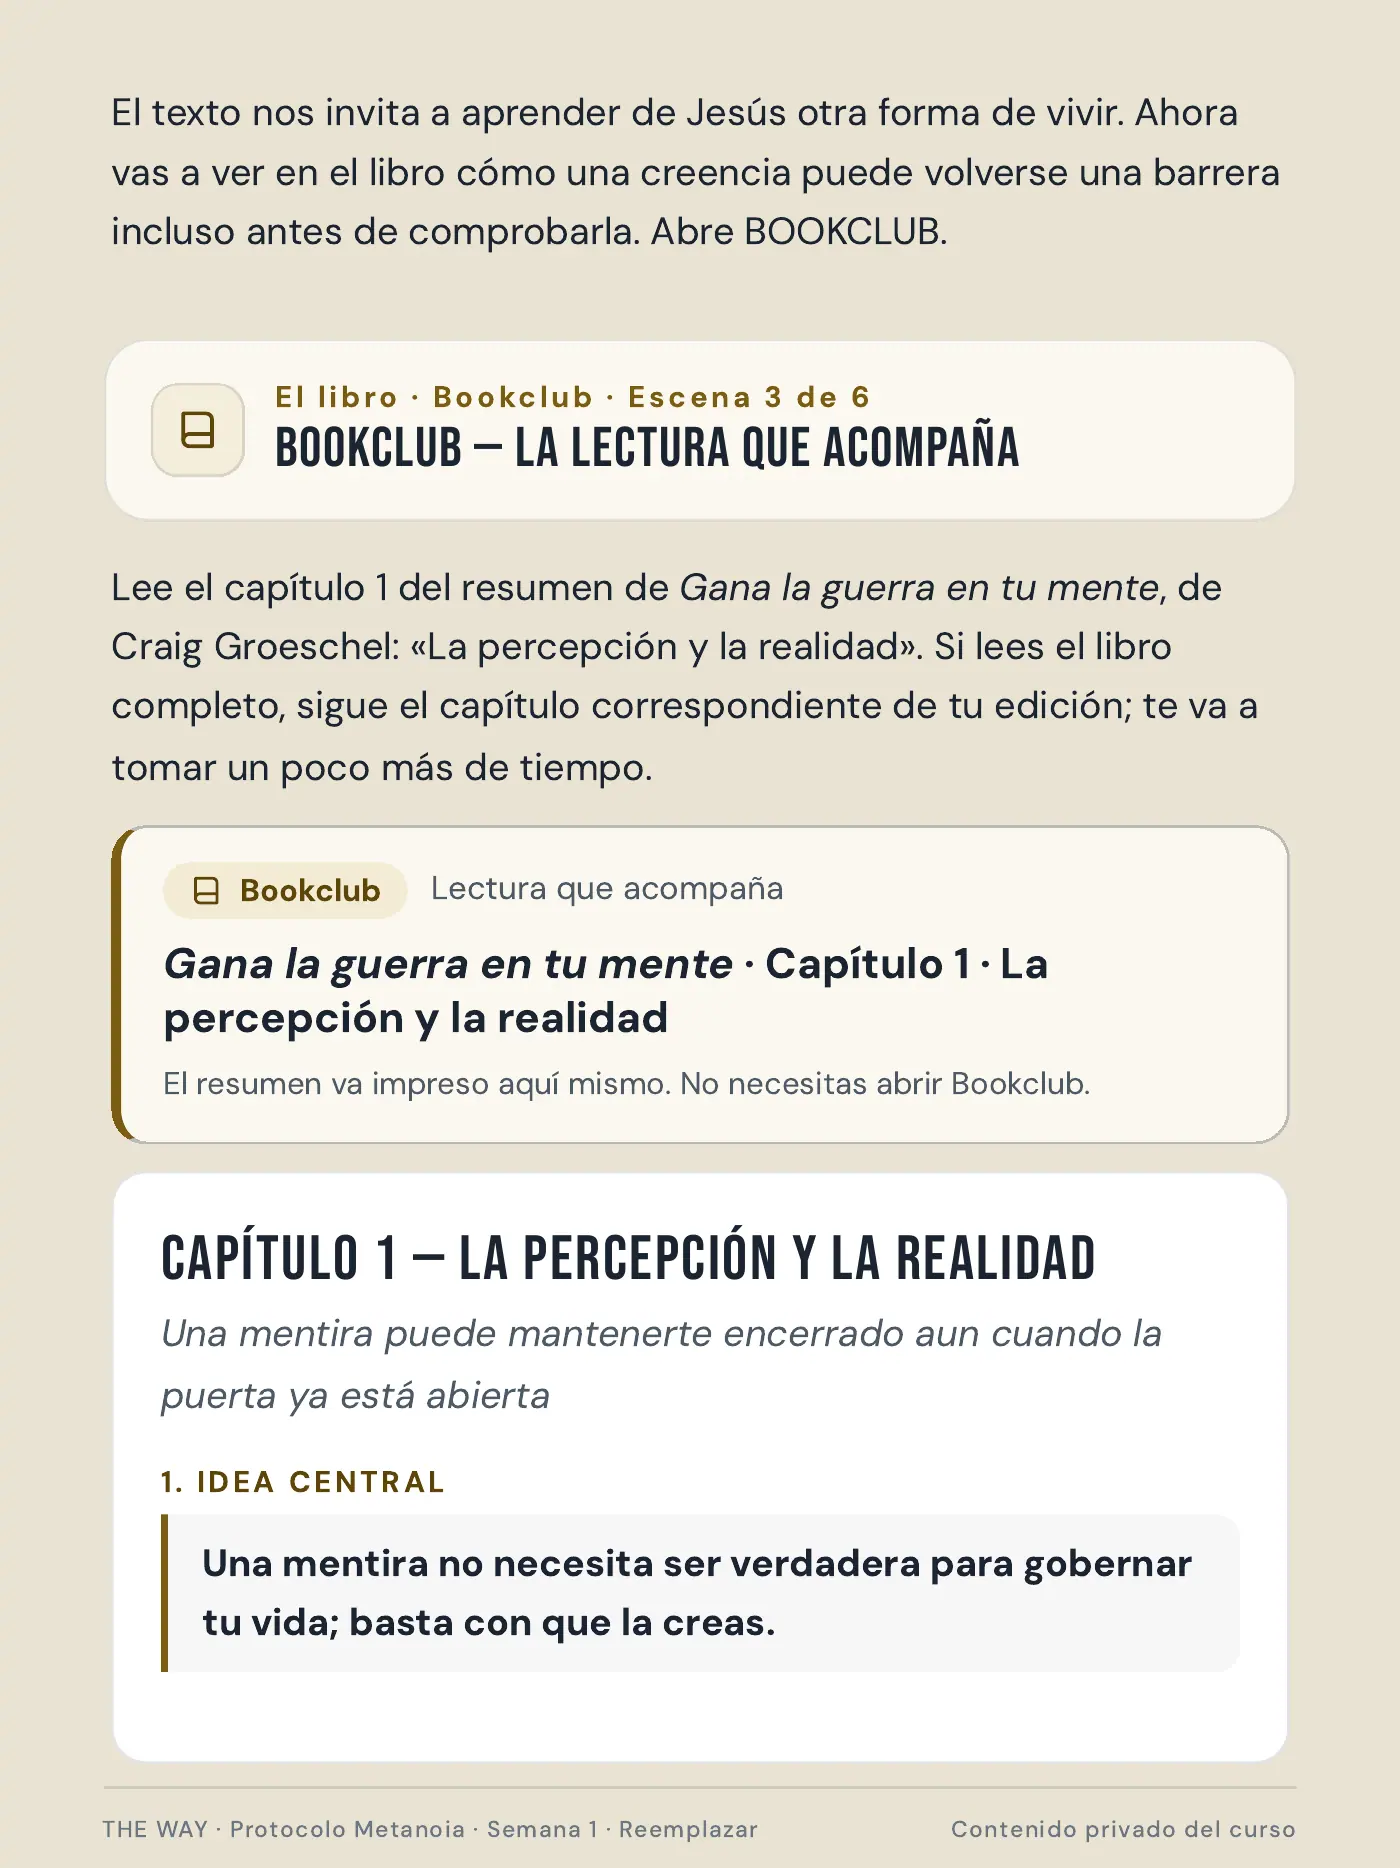 El texto nos invita a aprender de Jesús otra forma de vivir. Ahora
vas a ver en el libro cómo una creencia puede volverse una barrera
incluso antes de comprobarla. Abre BOOKCLUB.
El libro · Bookclub · Escena 3 de 6
BOOKCLUB — LA LECTURA QUE ACOMPAÑA
Lee el capítulo 1 del resumen de Gana la guerra en tu mente, de
Craig Groeschel: «La percepción y la realidad». Si lees el libro
completo, sigue el capítulo correspondiente de tu edición; te va a
tomar un poco más de tiempo.
Bookclub Lectura que acompaña
Gana la guerra en tu mente · Capítulo 1 · La
percepción y la realidad
El resumen va impreso aquí mismo. No necesitas abrir Bookclub.
CAPÍTULO 1 — LA PERCEPCIÓN Y LA REALIDAD
Una mentira puede mantenerte encerrado aun cuando la
puerta ya está abierta
1. IDEA CENTRAL
Una mentira no necesita ser verdadera para gobernar
tu vida; basta con que la creas.
THE WAY · Protocolo Metanoia · Semana 1 · Reemplazar Contenido privado del curso